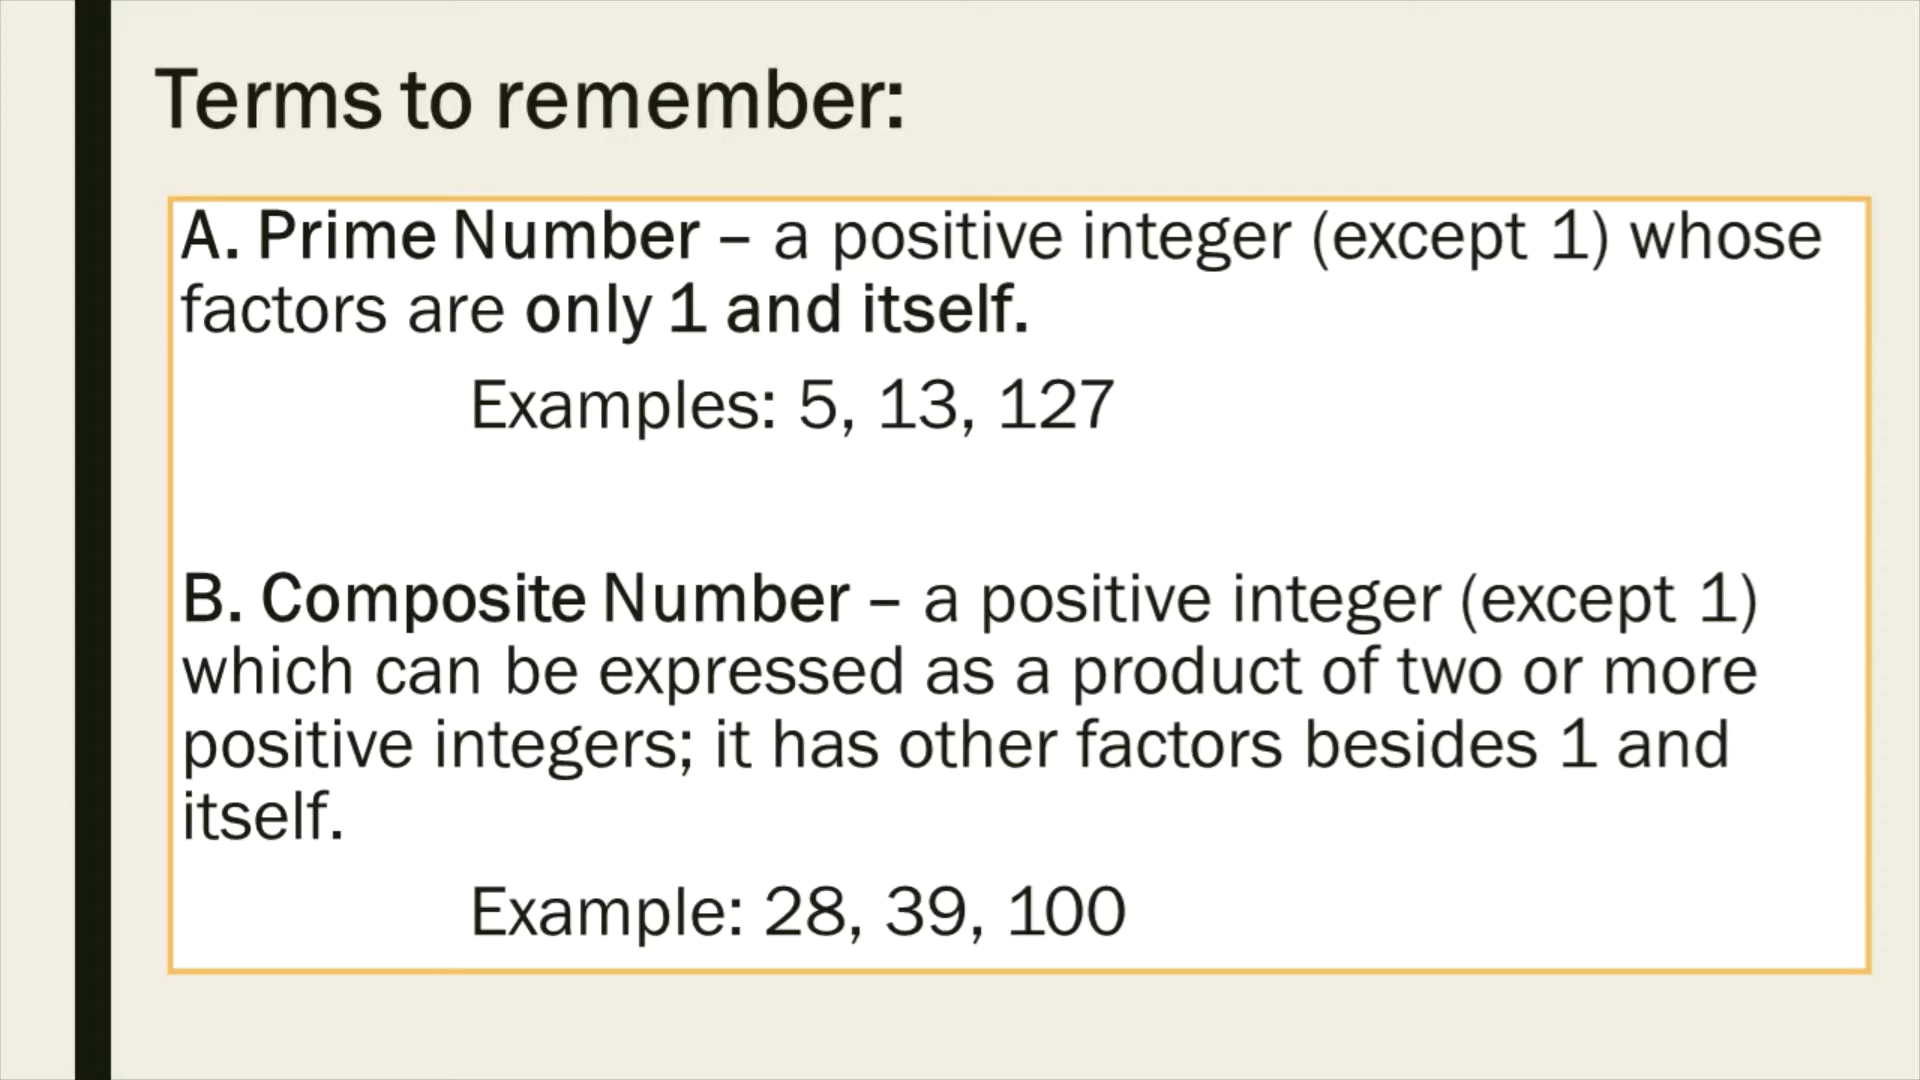 Terms to remember:
A. Prime Number – a positive integer (except 1) whose
factors are only 1 and itself.
Examples: 5, 13, 127
B. Composite Number – a positive integer (except 1)
which can be expressed as a product of two or more
positive integers; it has other factors besides 1 and
itself.
Example: 28, 39, 100